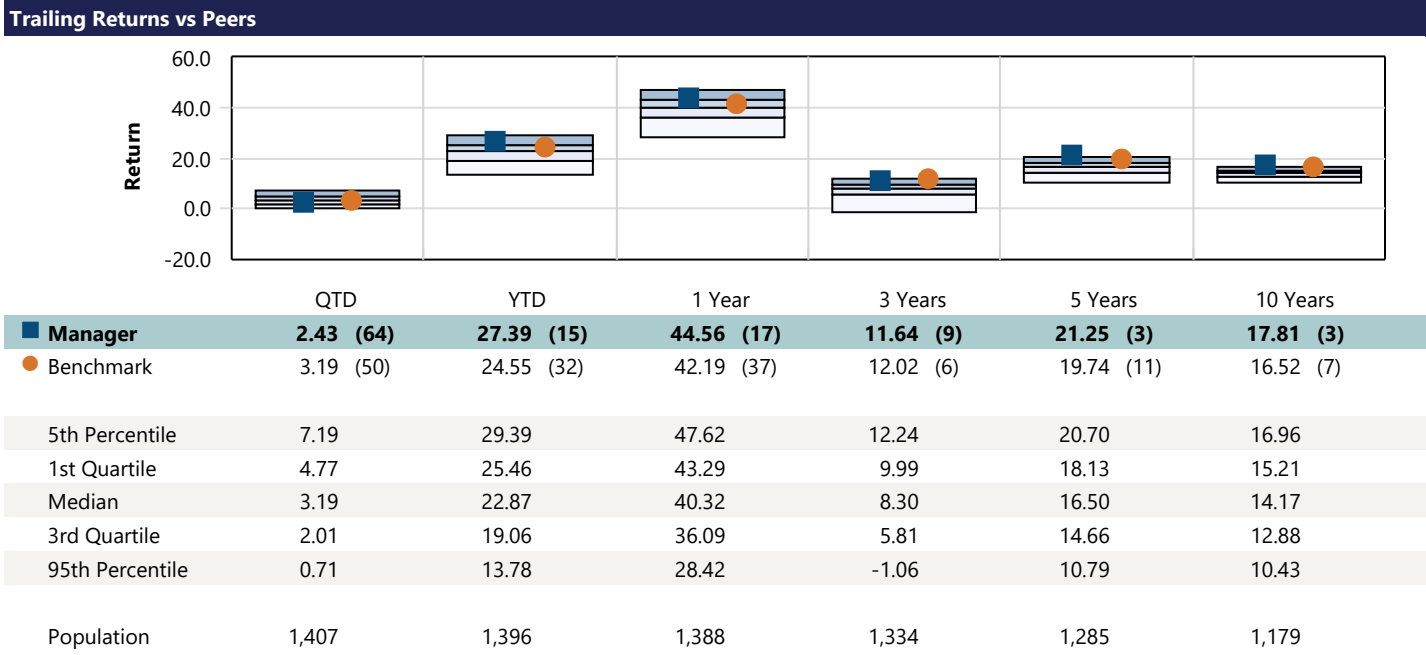 Trailing Returns vs Peers
60.0
40.0
20.0
0.0
-20.0
Return
QTD YTD 1 Year 3 Years 5 Years 10 Years
Manager 2.43 (64) 27.39 (15) 44.56 (17) 11.64 (9) 21.25 (3) 17.81 (3)
Benchmark 3.19 (50) 24.55 (32) 42.19 (37) 12.02 (6) 19.74 (11) 16.52 (7)
5th Percentile 7.19 29.39 47.62 12.24 20.70 16.96
1st Quartile 4.77 25.46 43.29 9.99 18.13 15.21
Median 3.19 22.87 40.32 8.30 16.50 14.17
3rd Quartile 2.01 19.06 36.09 5.81 14.66 12.88
95th Percentile 0.71 13.78 28.42 -1.06 10.79 10.43
Population 1,407 1,396 1,388 1,334 1,285 1,179